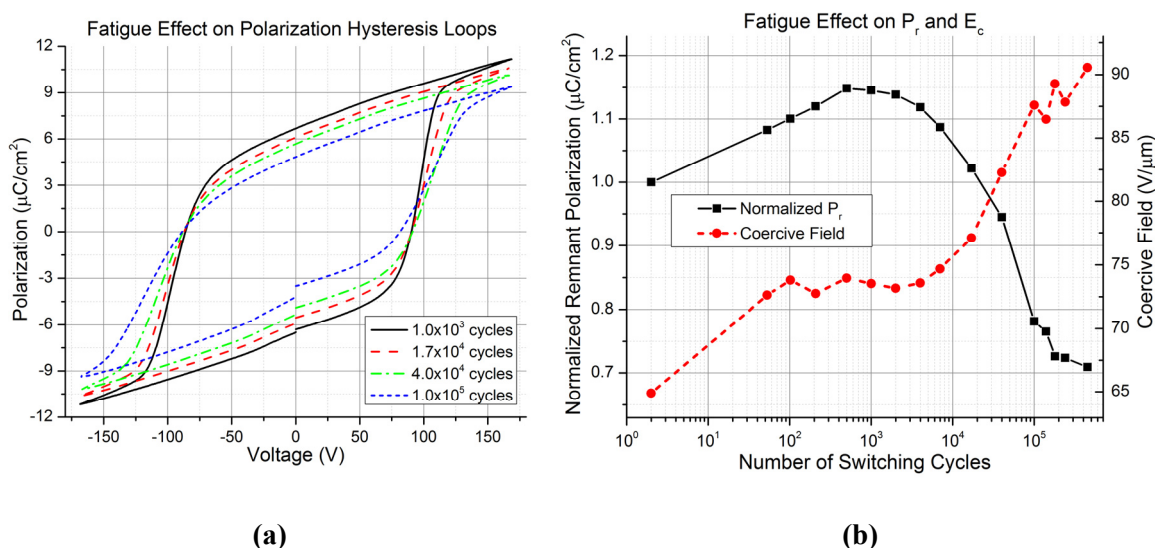 Fatigue Effect on Polarization Hysteresis Loops
12
9
6
3
0
-3
-6
-9
-12
Polarization (μC/cm²)
-150 -100 -50 0 50 100 150
Voltage (V)
1.0x10³ cycles
1.7x10⁴ cycles
4.0x10⁴ cycles
1.0x10⁵ cycles
(a)
Fatigue Effect on Pᵣ and E꜀
1.2
1.1
1.0
0.9
0.8
0.7
Normalized Remnant Polarization (μC/cm²)
90
85
80
75
70
65
Coercive Field (V/μm)
Normalized Pᵣ
Coercive Field
10⁰ 10¹ 10² 10³ 10⁴ 10⁵
Number of Switching Cycles
(b)